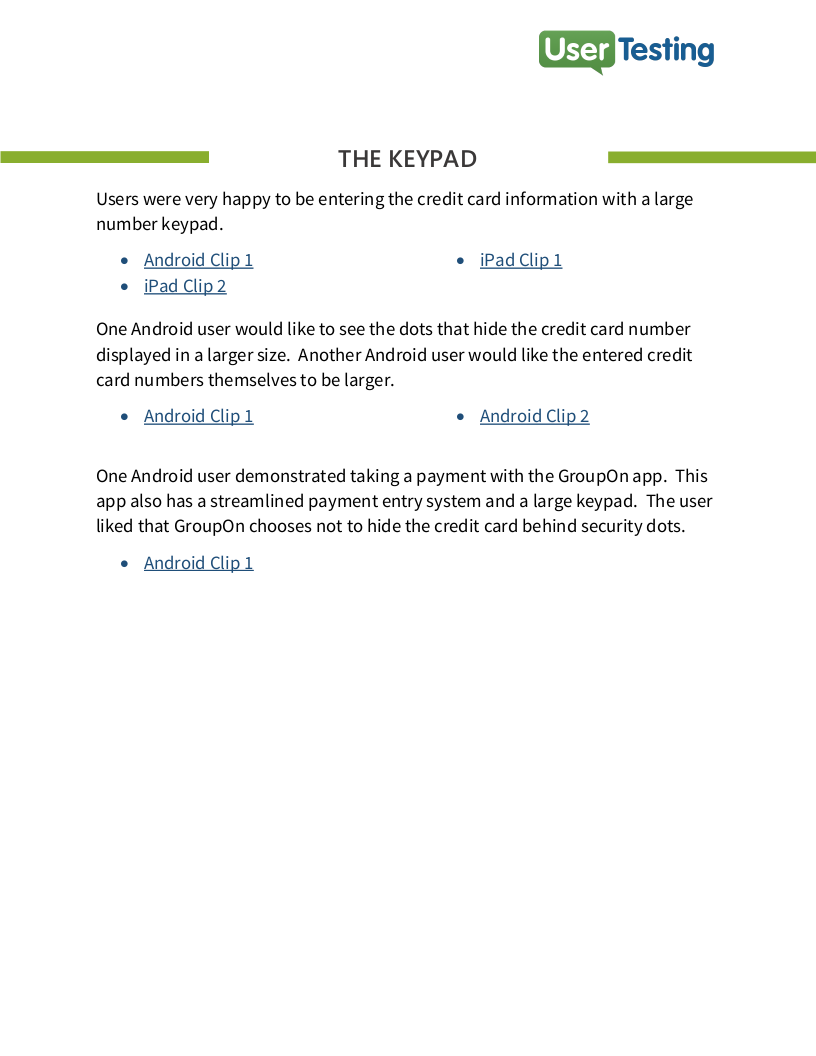 User Testing
THE KEYPAD
Users were very happy to be entering the credit card information with a large
number keypad.
• Android Clip 1
• iPad Clip 2
• iPad Clip 1
One Android user would like to see the dots that hide the credit card number
displayed in a larger size.  Another Android user would like the entered credit
card numbers themselves to be larger.
• Android Clip 1
• Android Clip 2
One Android user demonstrated taking a payment with the GroupOn app.  This
app also has a streamlined payment entry system and a large keypad.  The user
liked that GroupOn chooses not to hide the credit card behind security dots.
• Android Clip 1